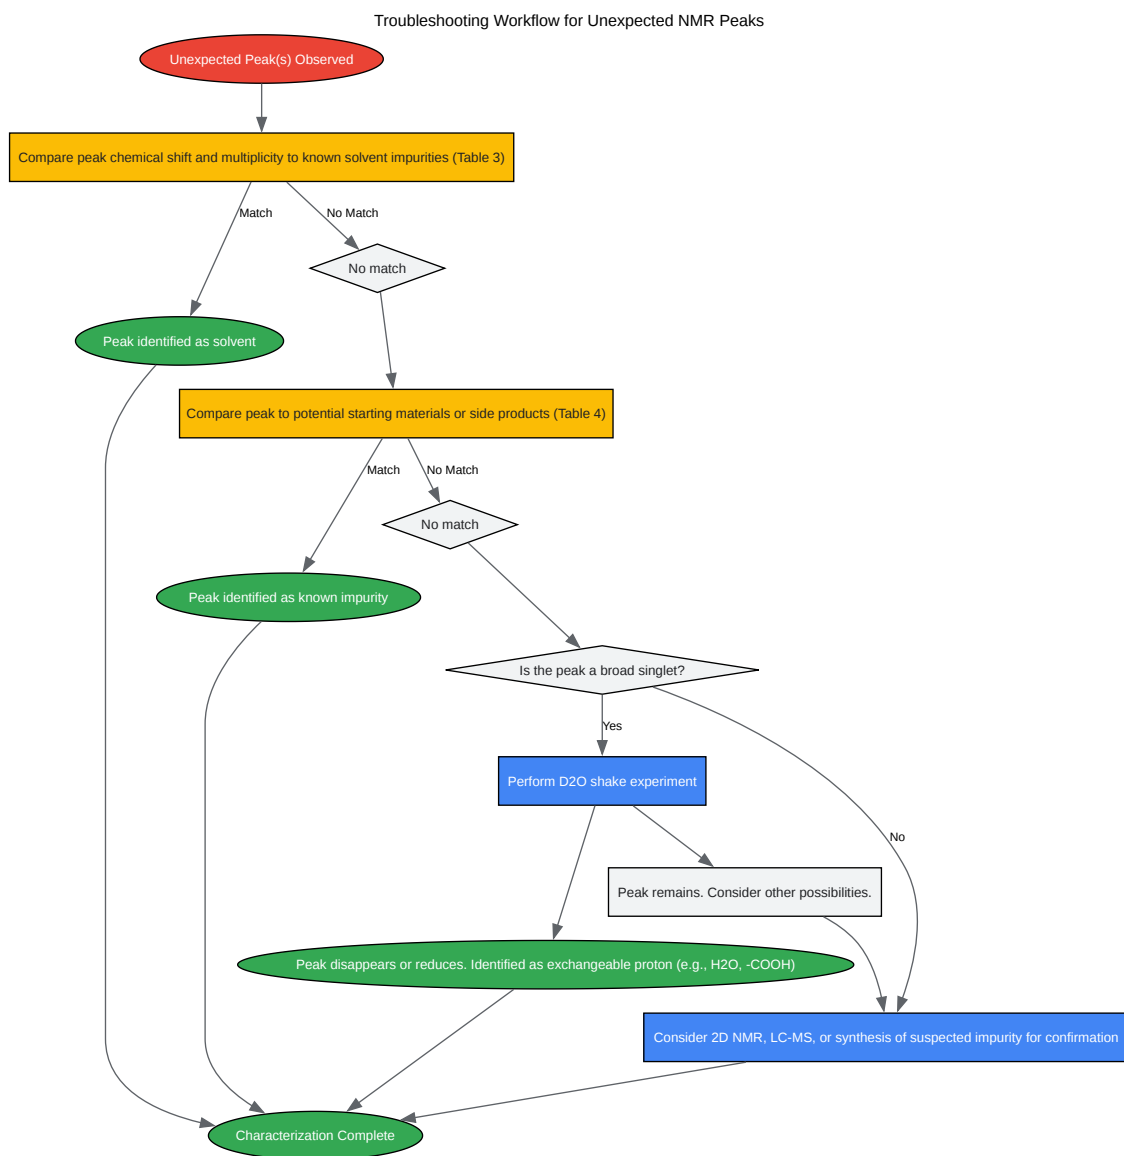 Troubleshooting Workflow for Unexpected NMR Peaks
Unexpected Peak(s) Observed
Compare peak chemical shift and multiplicity to known solvent impurities (Table 3)
Match
No Match
No match
Peak identified as solvent
Compare peak to potential starting materials or side products (Table 4)
Match
No Match
No match
Peak identified as known impurity
Is the peak a broad singlet?
Yes
Perform D2O shake experiment
No
Peak remains. Consider other possibilities.
Peak disappears or reduces. Identified as exchangeable proton (e.g., H2O, -COOH)
Consider 2D NMR, LC-MS, or synthesis of suspected impurity for confirmation
Characterization Complete